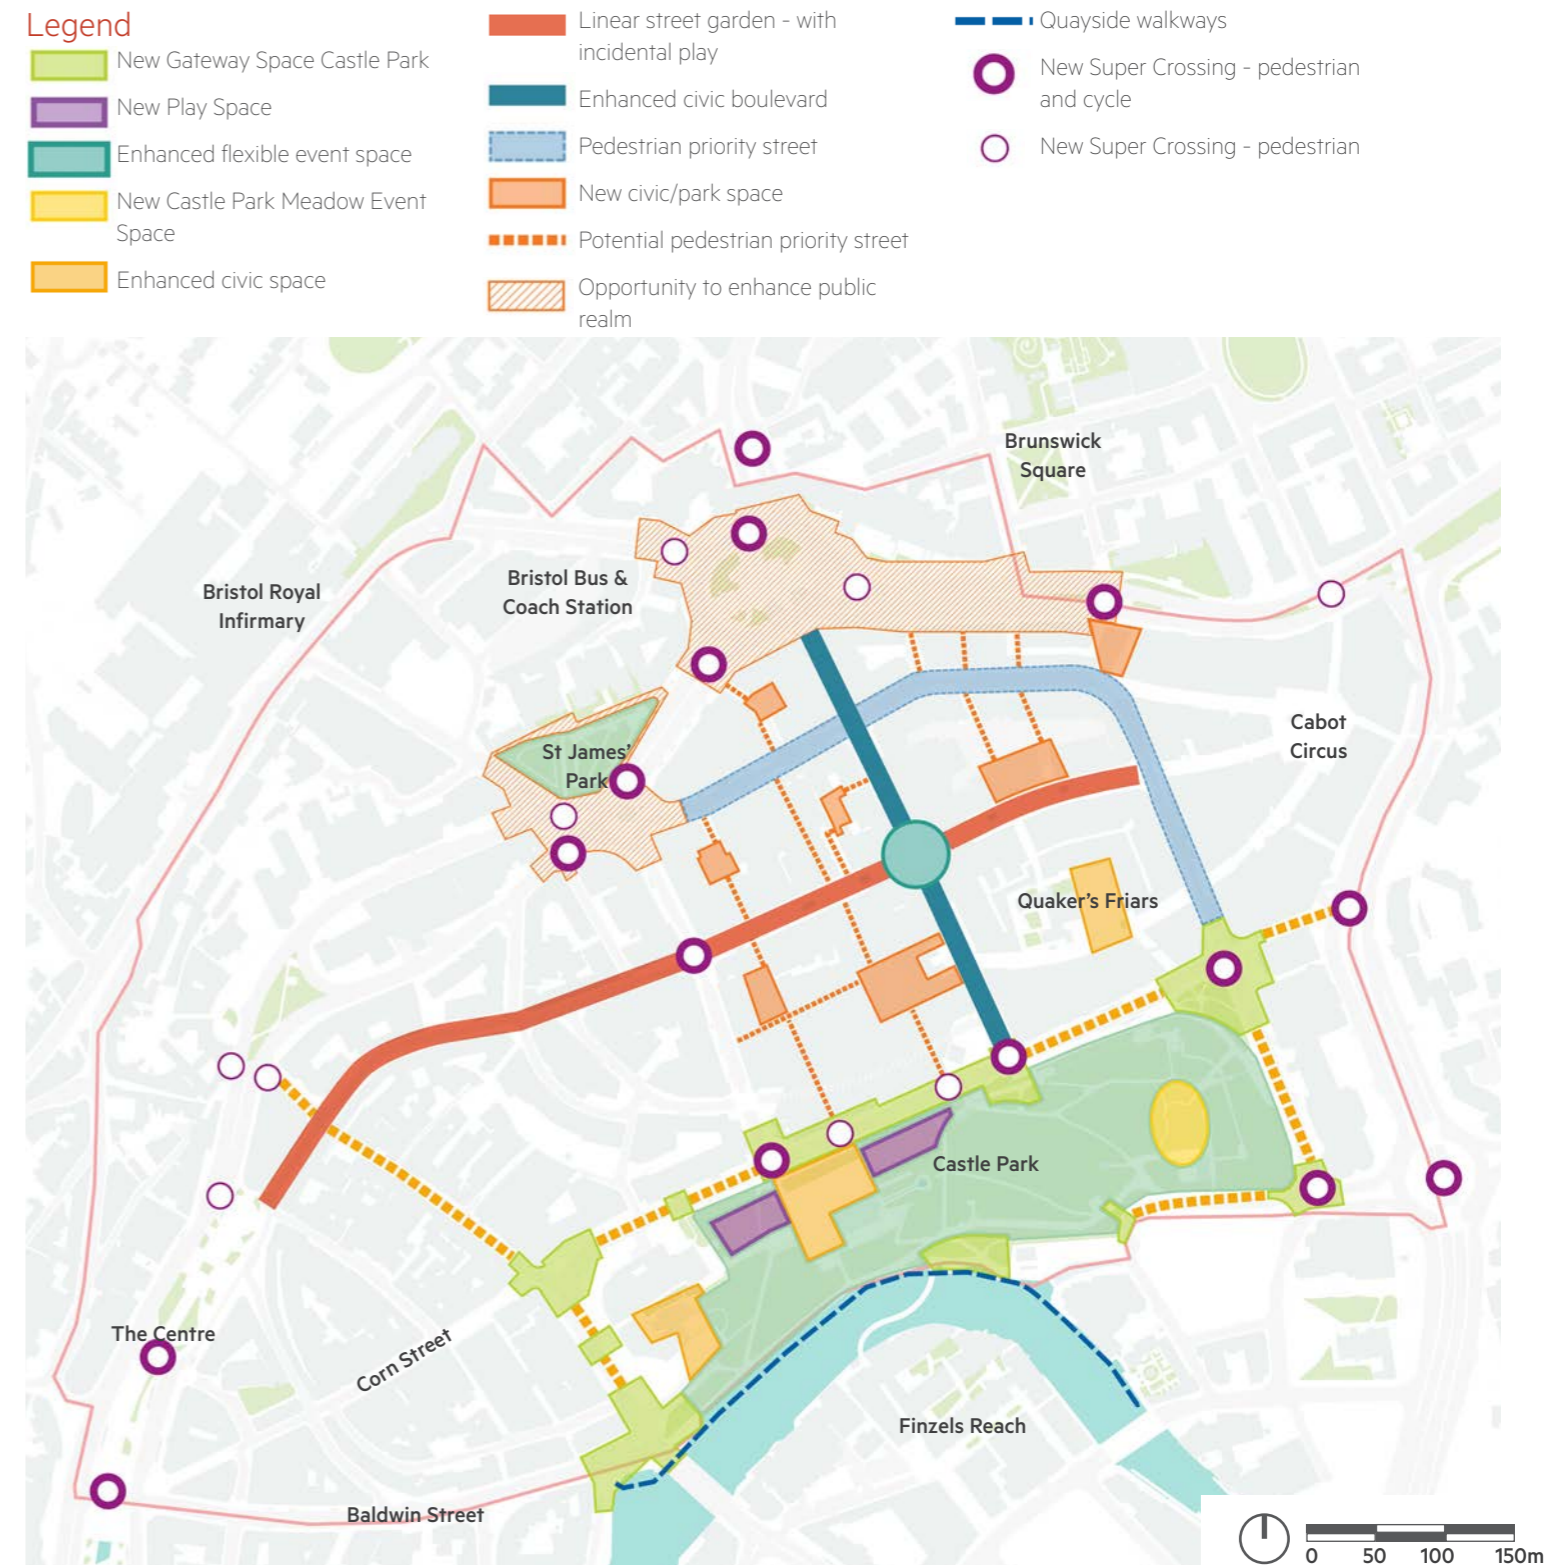 Legend
New Gateway Space Castle Park
New Play Space
Enhanced flexible event space
New Castle Park Meadow Event
Space
Enhanced civic space
Linear street garden - with
incidental play
Enhanced civic boulevard
Pedestrian priority street
New civic/park space
Potential pedestrian priority street
Opportunity to enhance public
realm
Quayside walkways
New Super Crossing - pedestrian
and cycle
New Super Crossing - pedestrian
Brunswick
Square
Bristol Royal
Infirmary
Bristol Bus &
Coach Station
Cabot
Circus
St James'
Park
Quaker's Friars
Castle Park
The Centre
Corn Street
Finzels Reach
Baldwin Street
0 50 100 150m